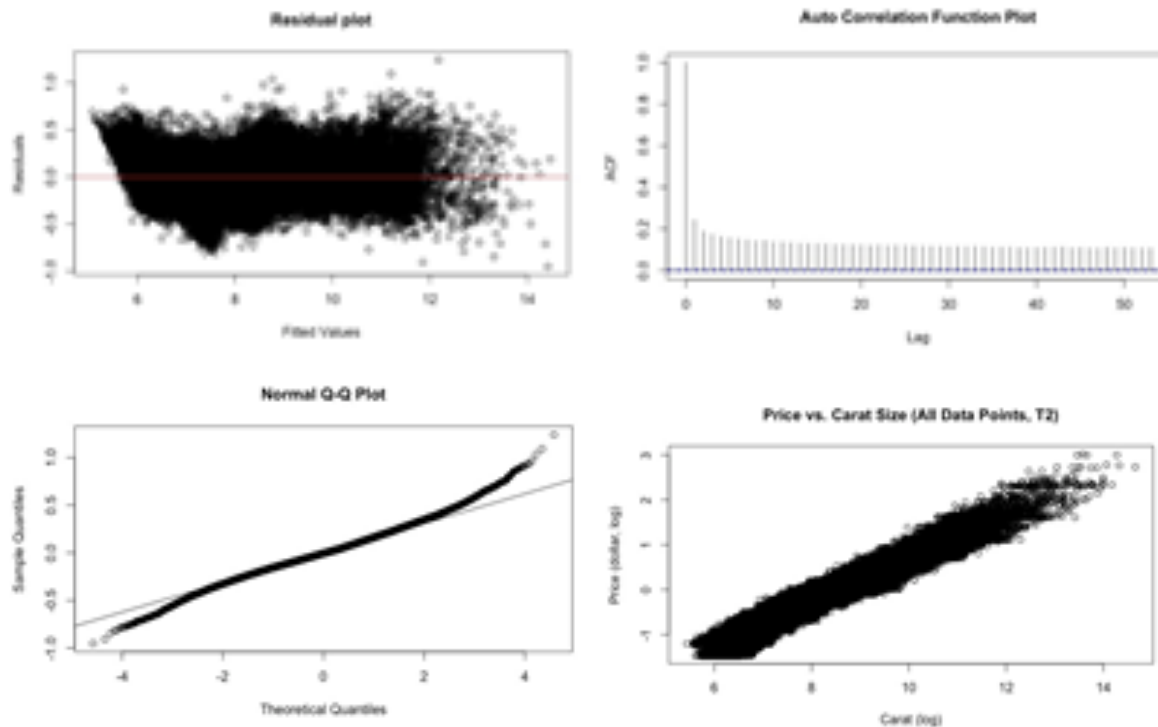 Residual plot
1.0
0.5
0.0
-0.5
-1.0
Residuals
6 8 10 12 14
Fitted Values
Auto Correlation Function Plot
1.0
0.8
0.6
0.4
0.2
0.0
ACF
0 10 20 30 40 50
Lag
Normal Q-Q Plot
1.0
0.5
0.0
-0.5
-1.0
Sample Quantiles
-4 -2 0 2 4
Theoretical Quantiles
Price vs. Carat Size (All Data Points, T2)
3
2
1
0
-1
Price (dollar, log)
6 8 10 12 14
Carat (log)